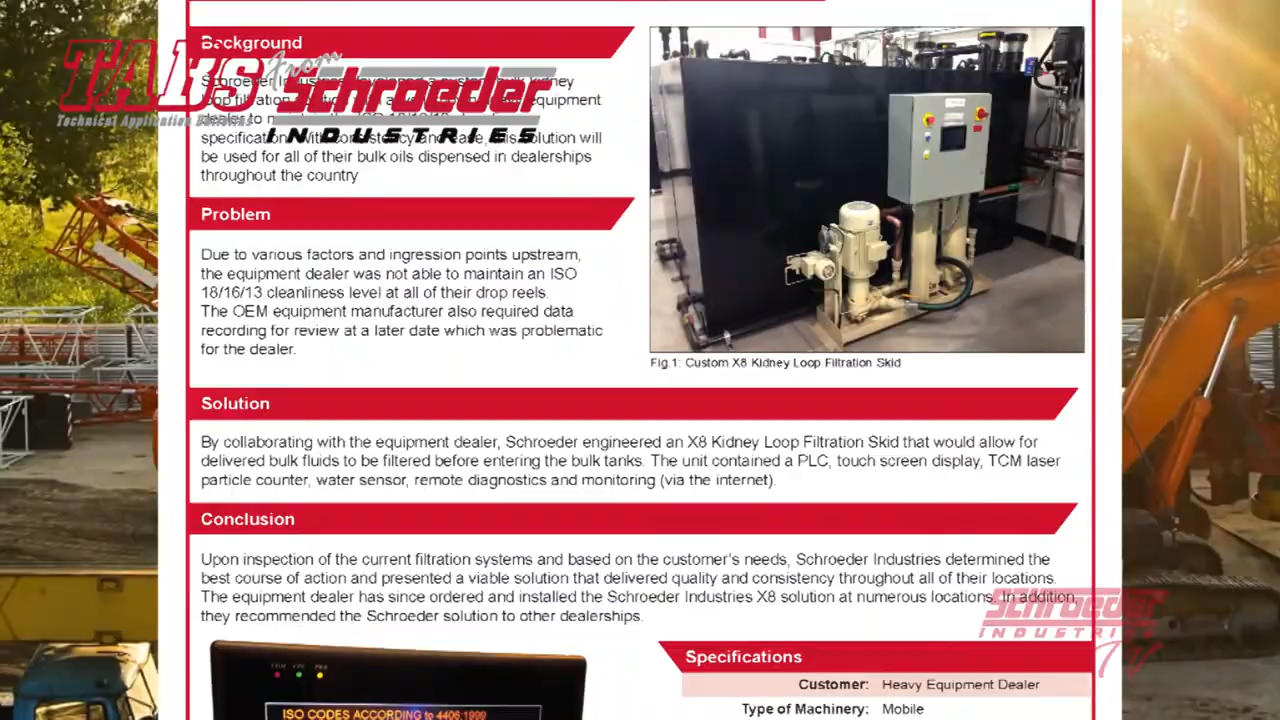 Background
TABS from
Schroeder
INDUSTRIES
Technical Application
equipment
specification
solution will
be used for all of their bulk oils dispensed in dealerships
throughout the country
Problem
Due to various factors and ingression points upstream,
the equipment dealer was not able to maintain an ISO
18/16/13 cleanliness level at all of their drop reels.
The OEM equipment manufacturer also required data
recording for review at a later date which was problematic
for the dealer.
Fig.1: Custom X8 Kidney Loop Filtration Skid
Solution
By collaborating with the equipment dealer, Schroeder engineered an X8 Kidney Loop Filtration Skid that would allow for
delivered bulk fluids to be filtered before entering the bulk tanks. The unit contained a PLC, touch screen display, TCM laser
particle counter, water sensor, remote diagnostics and monitoring (via the internet).
Conclusion
Upon inspection of the current filtration systems and based on the customer's needs, Schroeder Industries determined the
best course of action and presented a viable solution that delivered quality and consistency throughout all of their locations.
The equipment dealer has since ordered and installed the Schroeder Industries X8 solution at numerous locations. In addition,
they recommended the Schroeder solution to other dealerships.
Schroeder
INDUSTRIES
TV
ISO CODES ACCORDING to 4406:1999
Specifications
Customer: Heavy Equipment Dealer
Type of Machinery: Mobile